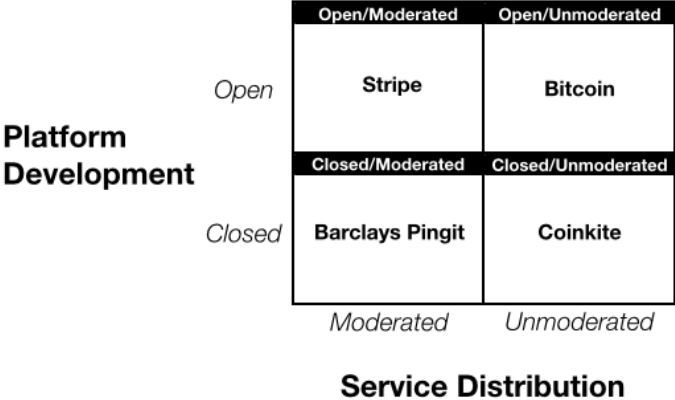 Open/Moderated Open/Unmoderated
Open Stripe Bitcoin
Platform
Development
Closed/Moderated Closed/Unmoderated
Closed Barclays Pingit Coinkite
Moderated Unmoderated
Service Distribution